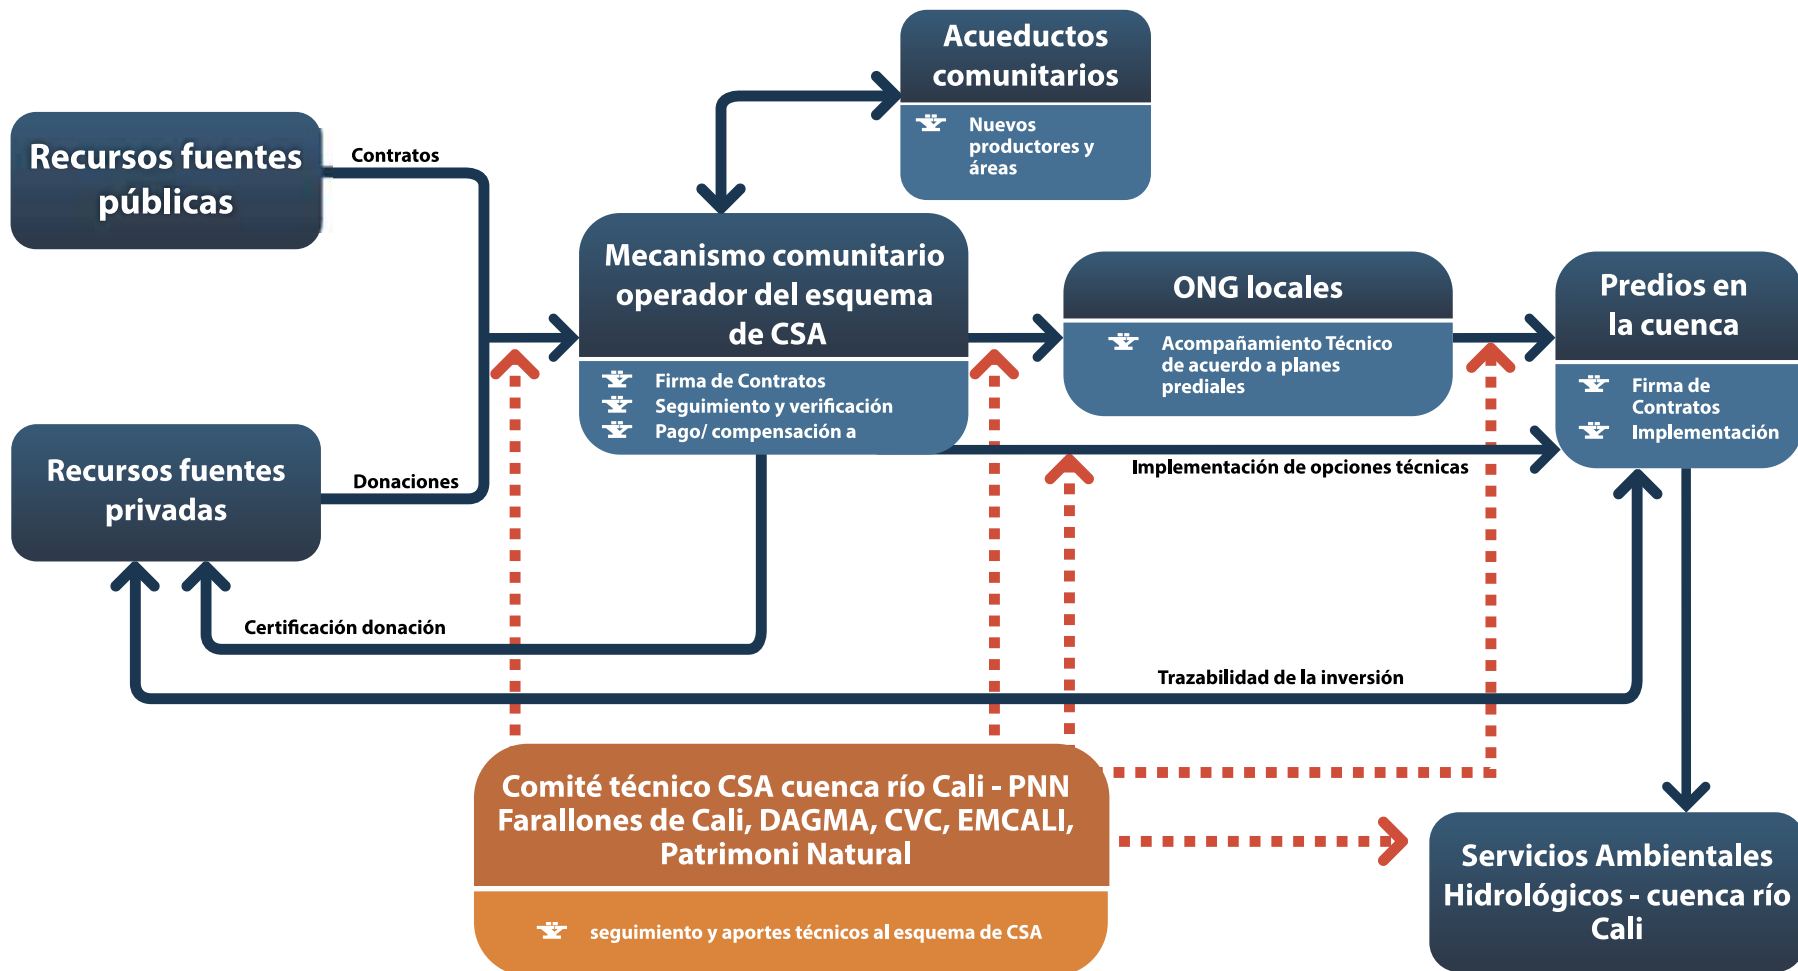 Acueductos
comunitarios
Nuevos
productores y
áreas
Recursos fuentes
públicas
Contratos
Mecanismo comunitario
operador del esquema
de CSA
Firma de Contratos
Seguimiento y verificación
Pago/ compensación a
ONG locales
Acompañamiento Técnico
de acuerdo a planes
prediales
Predios en
la cuenca
Firma de
Contratos
Implementación
Recursos fuentes
privadas
Donaciones
Implementación de opciones técnicas
Certificación donación
Trazabilidad de la inversión
Comité técnico CSA cuenca río Cali - PNN
Farallones de Cali, DAGMA, CVC, EMCALI,
Patrimoni Natural
seguimiento y aportes técnicos al esquema de CSA
Servicios Ambientales
Hidrológicos - cuenca río
Cali